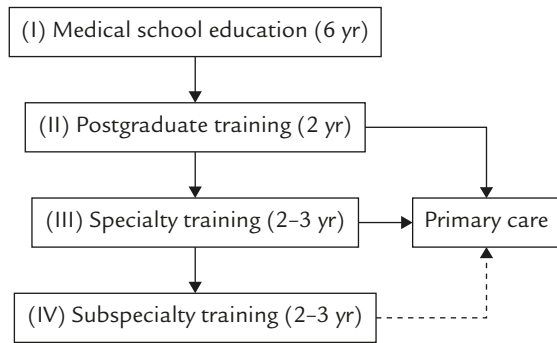 (I) Medical school education (6 yr)
(II) Postgraduate training (2 yr)
(III) Specialty training (2–3 yr)
Primary care
(IV) Subspecialty training (2–3 yr)